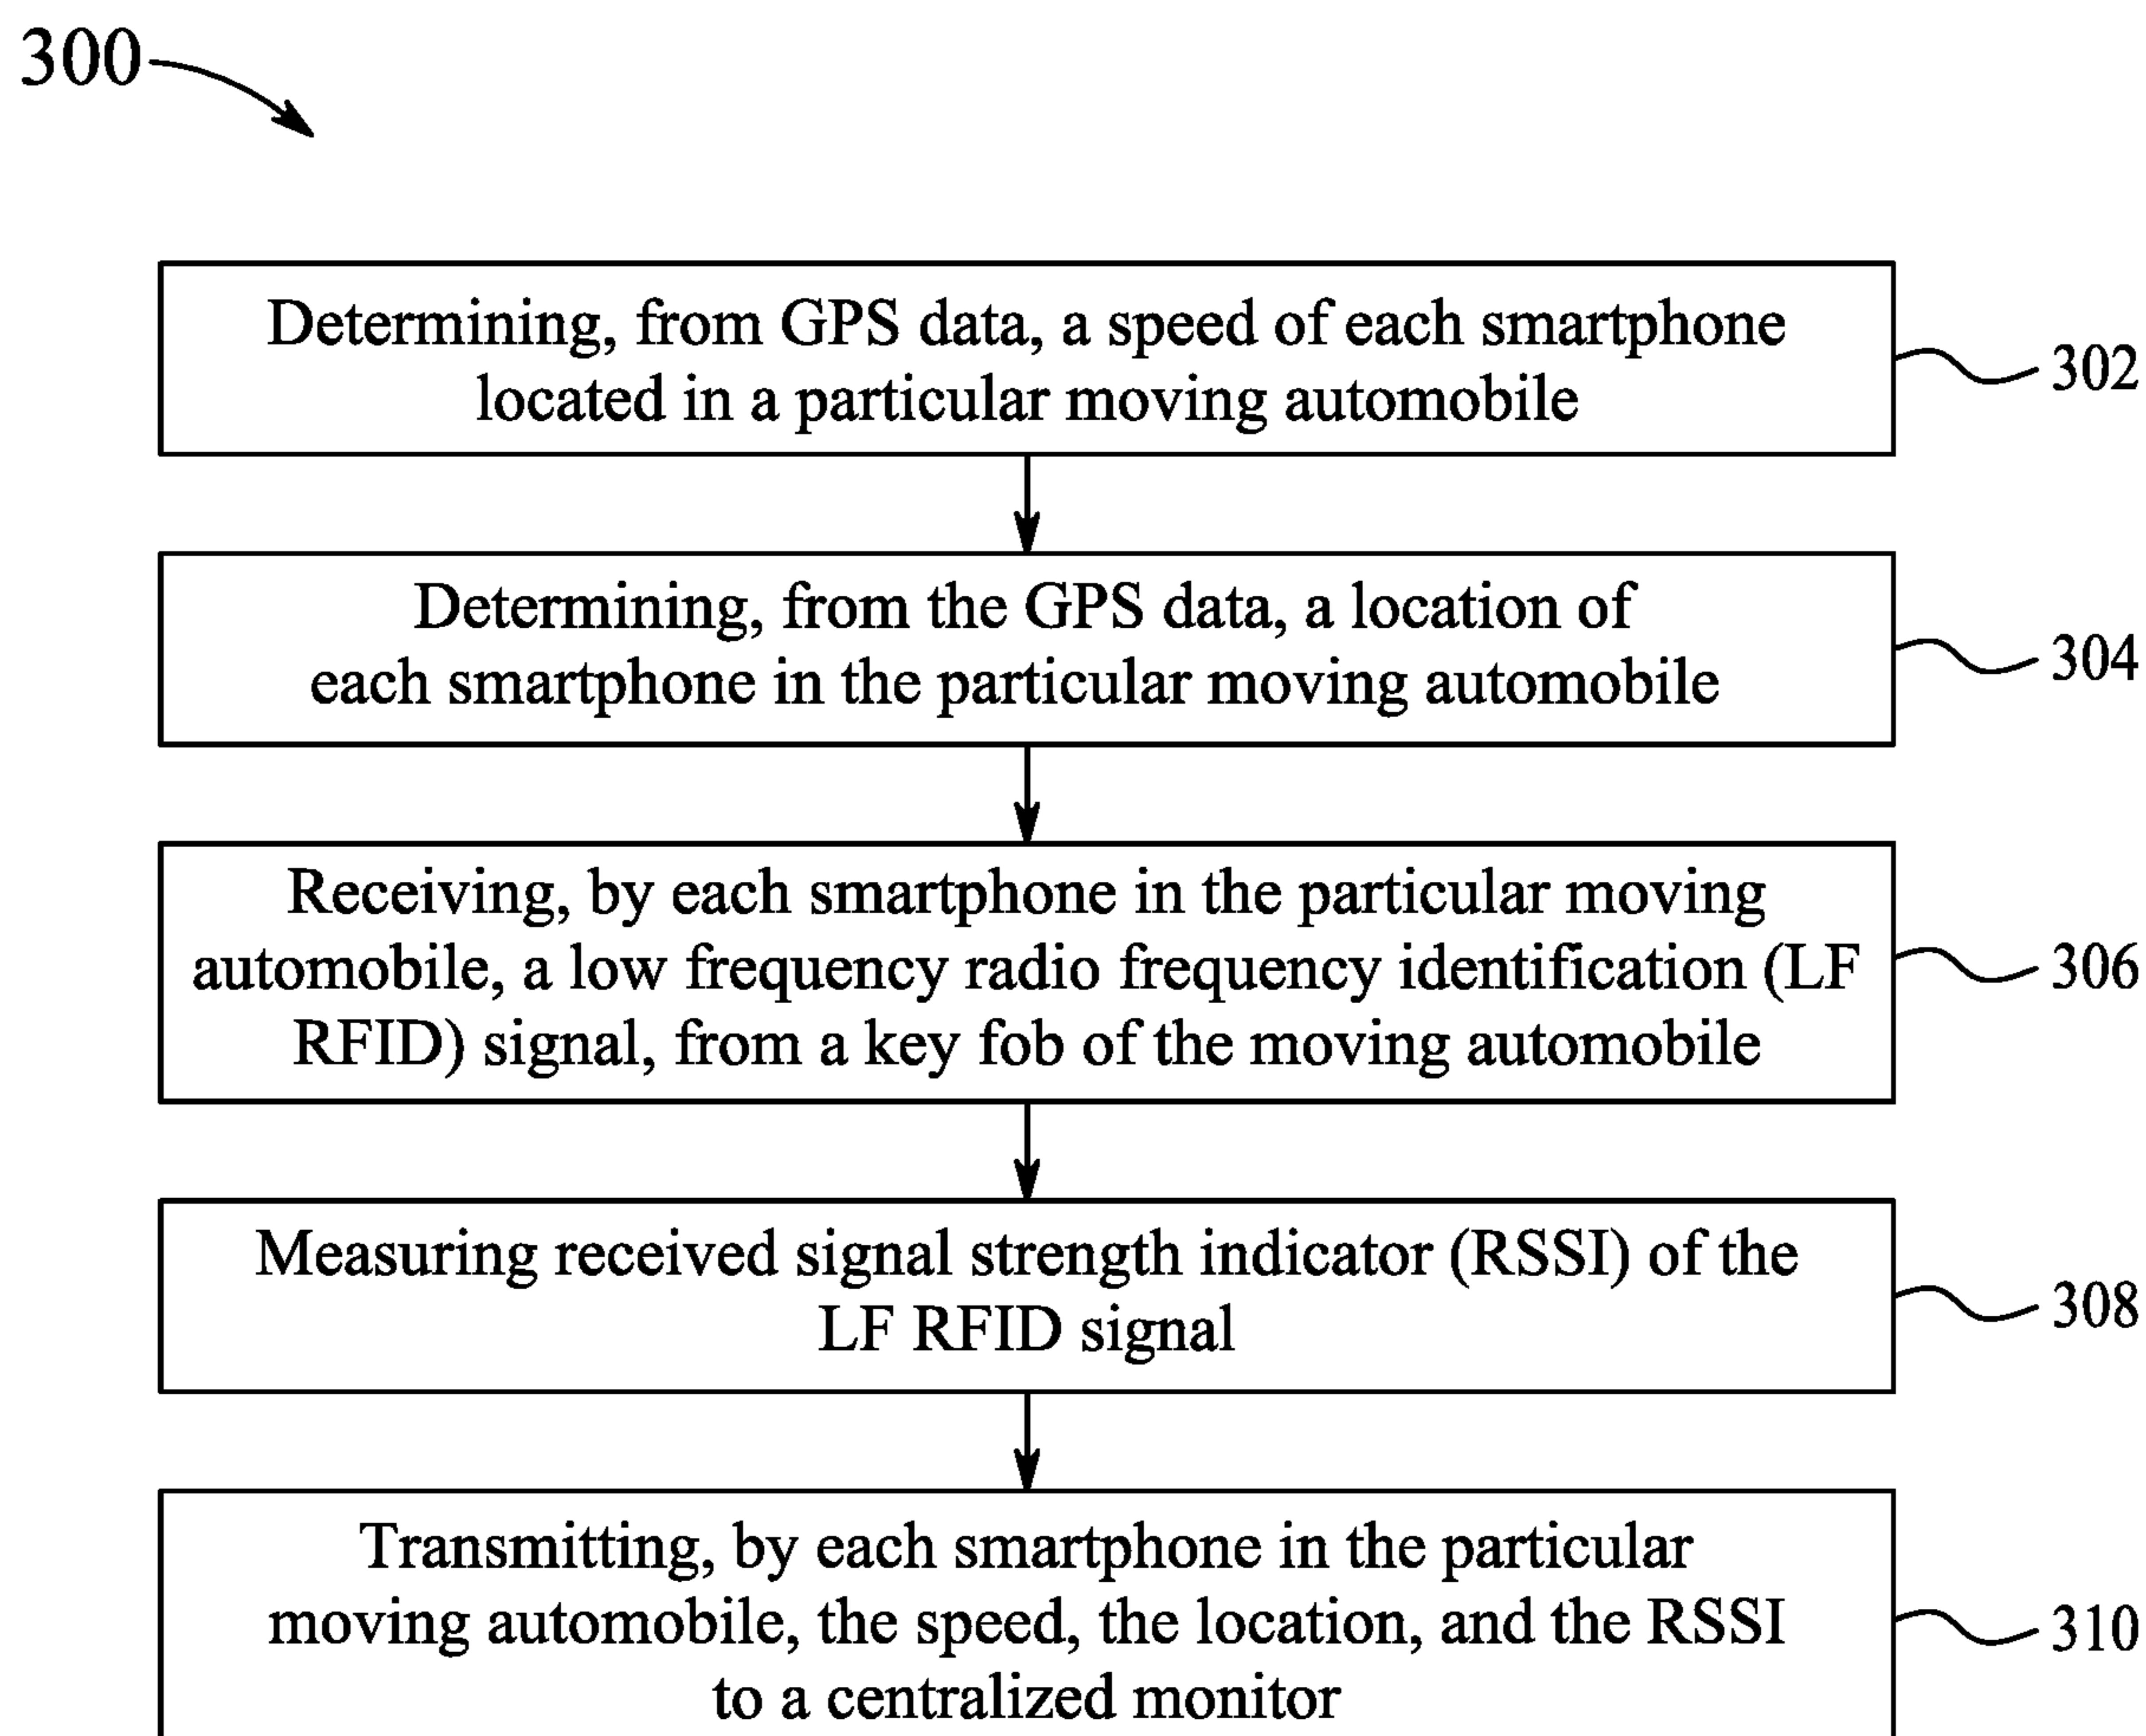 300
Determining, from GPS data, a speed of each smartphone
located in a particular moving automobile
302
Determining, from the GPS data, a location of
each smartphone in the particular moving automobile
304
Receiving, by each smartphone in the particular moving
automobile, a low frequency radio frequency identification (LF
RFID) signal, from a key fob of the moving automobile
306
Measuring received signal strength indicator (RSSI) of the
LF RFID signal
308
Transmitting, by each smartphone in the particular
moving automobile, the speed, the location, and the RSSI
to a centralized monitor
310